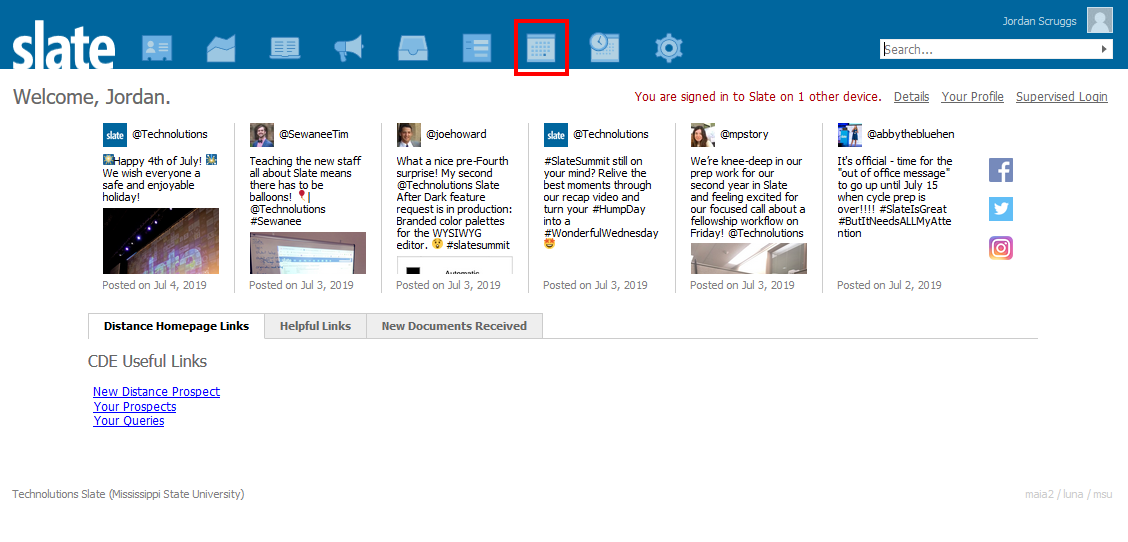 slate
Jordan Scruggs
Search...
Welcome, Jordan.
You are signed in to Slate on 1 other device. Details Your Profile Supervised Login
slate @Technolutions
Happy 4th of July!
We wish everyone a
safe and enjoyable
holiday!
Posted on Jul 4, 2019
@SewaneeTim
Teaching the new staff
all about Slate means
there has to be
balloons! |
@Technolutions
#Sewanee
Posted on Jul 3, 2019
@joehoward
What a nice pre-Fourth
surprise! My second
@Technolutions Slate
After Dark feature
request is in production:
Branded color palettes
for the WYSIWYG
editor. #slatesummit
Automatic
Posted on Jul 3, 2019
slate @Technolutions
#SlateSummit still on
your mind? Relive the
best moments through
our recap video and
turn your #HumpDay
into a
#WonderfulWednesday
Posted on Jul 3, 2019
@mpstory
We're knee-deep in our
prep work for our
second year in Slate
and feeling excited for
our focused call about a
fellowship workflow on
Friday! @Technolutions
Posted on Jul 3, 2019
@abbythebluehen
It's official - time for the
"out of office message"
to go up until July 15
when cycle prep is
over!!!! #SlateIsGreat
#ButItNeedsALLMyAtte
ntion
Posted on Jul 2, 2019
Distance Homepage Links Helpful Links New Documents Received
CDE Useful Links
New Distance Prospect
Your Prospects
Your Queries
Technolutions Slate (Mississippi State University)
maia2 / luna / msu